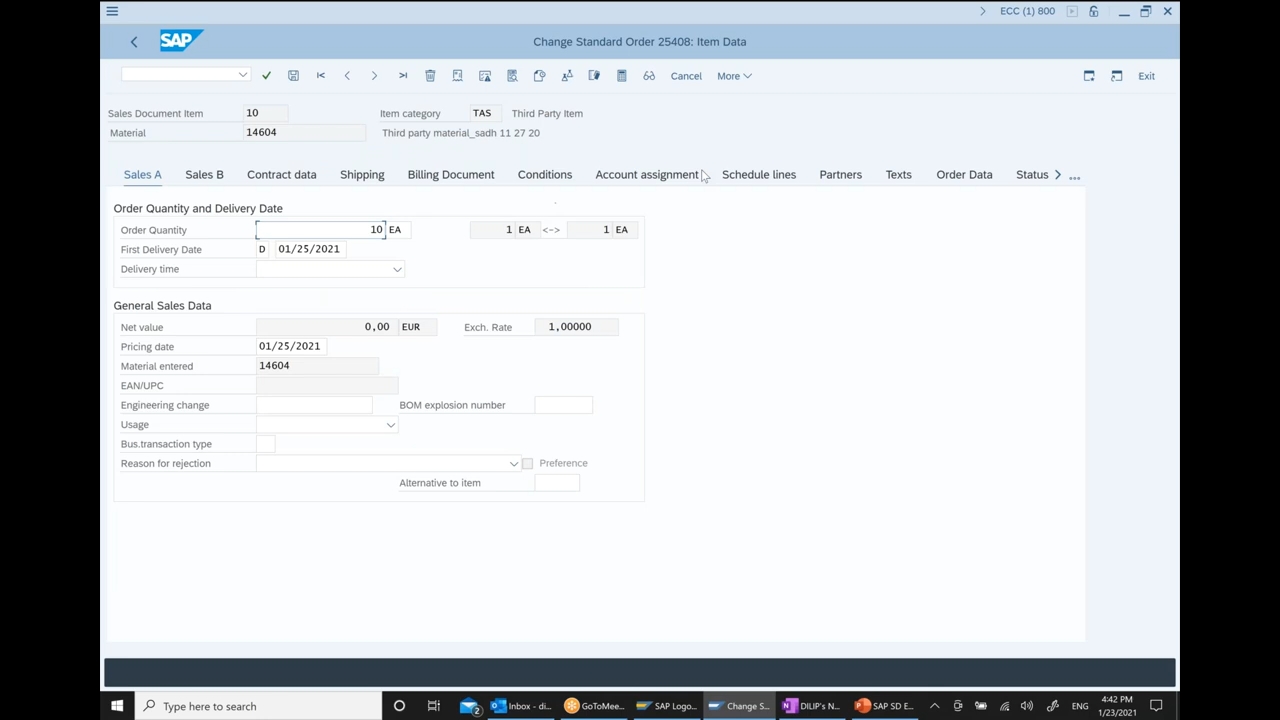 ECC (1) 800
SAP Change Standard Order 25408: Item Data
Cancel More Exit
Sales Document Item 10 Item category TAS Third Party Item
Material 14604 Third party material_sadh 11 27 20
Sales A Sales B Contract data Shipping Billing Document Conditions Account assignment Schedule lines Partners Texts Order Data Status ...
Order Quantity and Delivery Date
Order Quantity 10 EA 1 EA <-> 1 EA
First Delivery Date D 01/25/2021
Delivery time
General Sales Data
Net value 0,00 EUR Exch. Rate 1,00000
Pricing date 01/25/2021
Material entered 14604
EAN/UPC
Engineering change BOM explosion number
Usage
Bus.transaction type
Reason for rejection Preference
Alternative to item
Type here to search 2 Inbox - di... GoToMee... SAP Logo... Change S... DILIP's N... SAP SD E... ENG 4:42 PM
1/23/2021